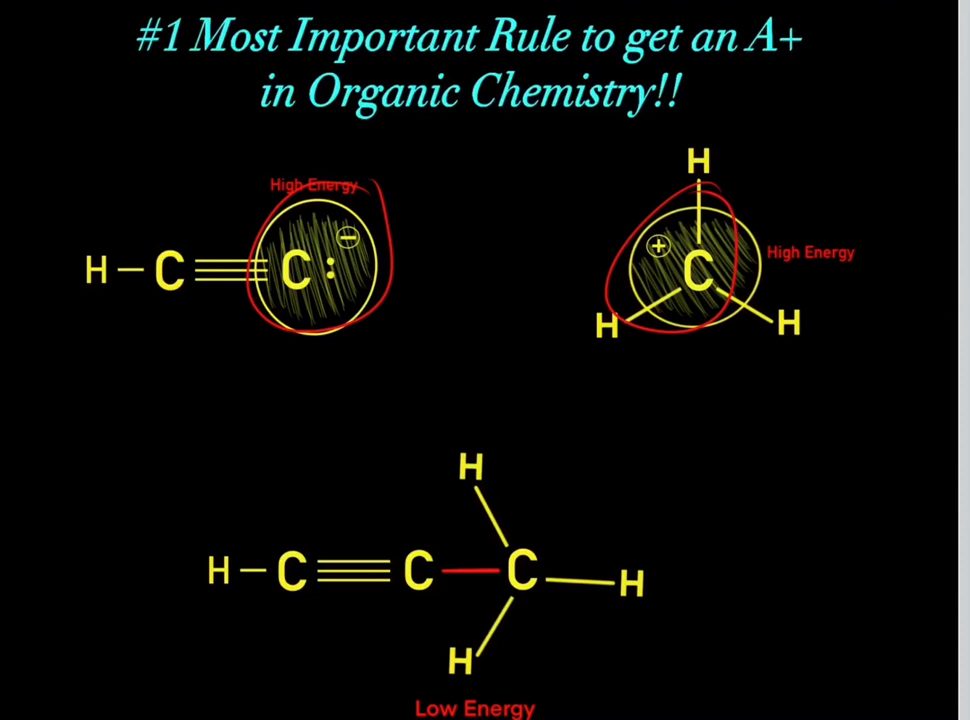 #1 Most Important Rule to get an A+
in Organic Chemistry!!
H
High Energy
−
+
High Energy
H–C≡C:
C
H
H
H
H–C≡C–C
H
H
Low Energy